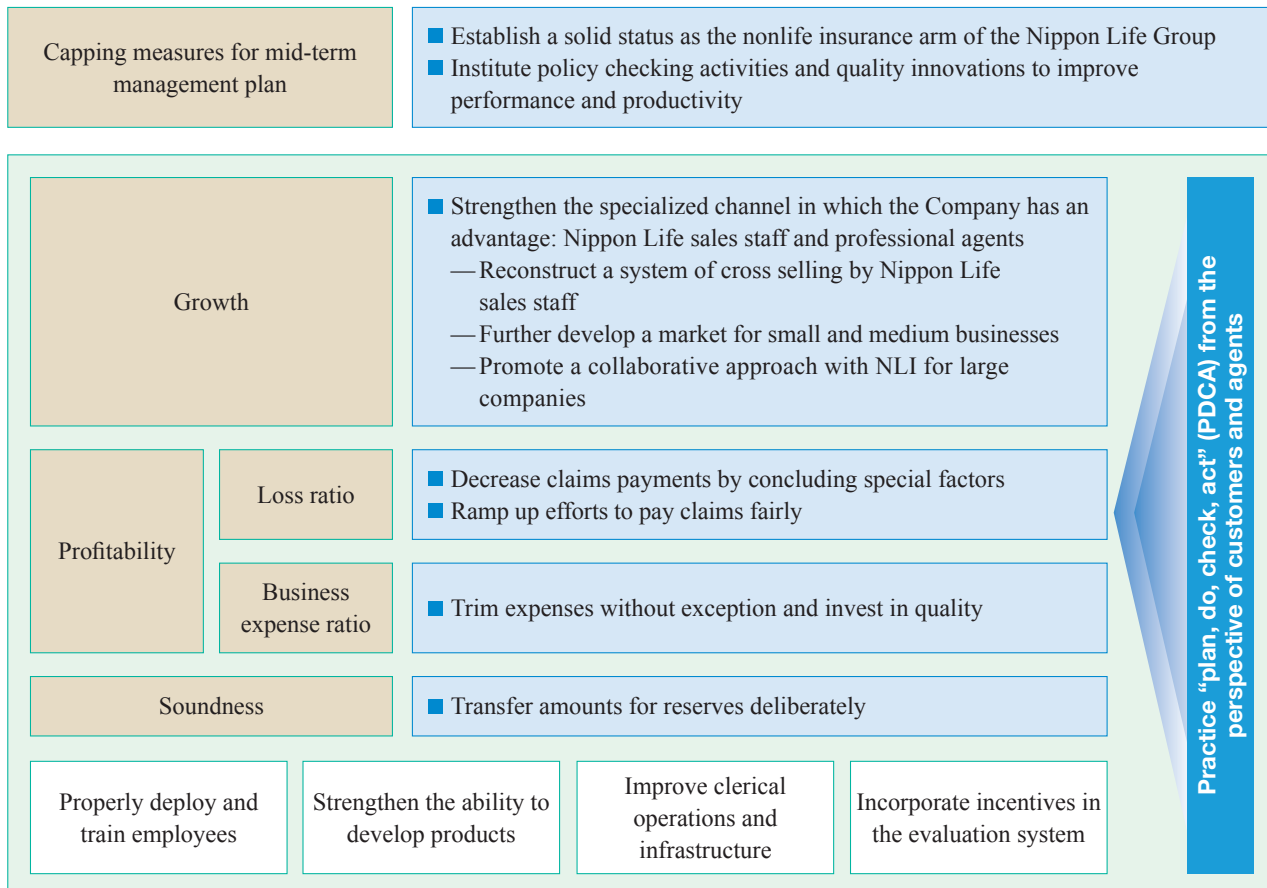 Capping measures for mid-term
management plan
■ Establish a solid status as the nonlife insurance arm of the Nippon Life Group
■ Institute policy checking activities and quality innovations to improve
performance and productivity
Growth
■ Strengthen the specialized channel in which the Company has an
advantage: Nippon Life sales staff and professional agents
— Reconstruct a system of cross selling by Nippon Life
sales staff
— Further develop a market for small and medium businesses
— Promote a collaborative approach with NLI for large
companies
Profitability
Loss ratio
■ Decrease claims payments by concluding special factors
■ Ramp up efforts to pay claims fairly
Business
expense ratio
■ Trim expenses without exception and invest in quality
Soundness
■ Transfer amounts for reserves deliberately
Properly deploy and
train employees
Strengthen the ability to
develop products
Improve clerical
operations and
infrastructure
Incorporate incentives in
the evaluation system
Practice “plan, do, check, act” (PDCA) from the
perspective of customers and agents